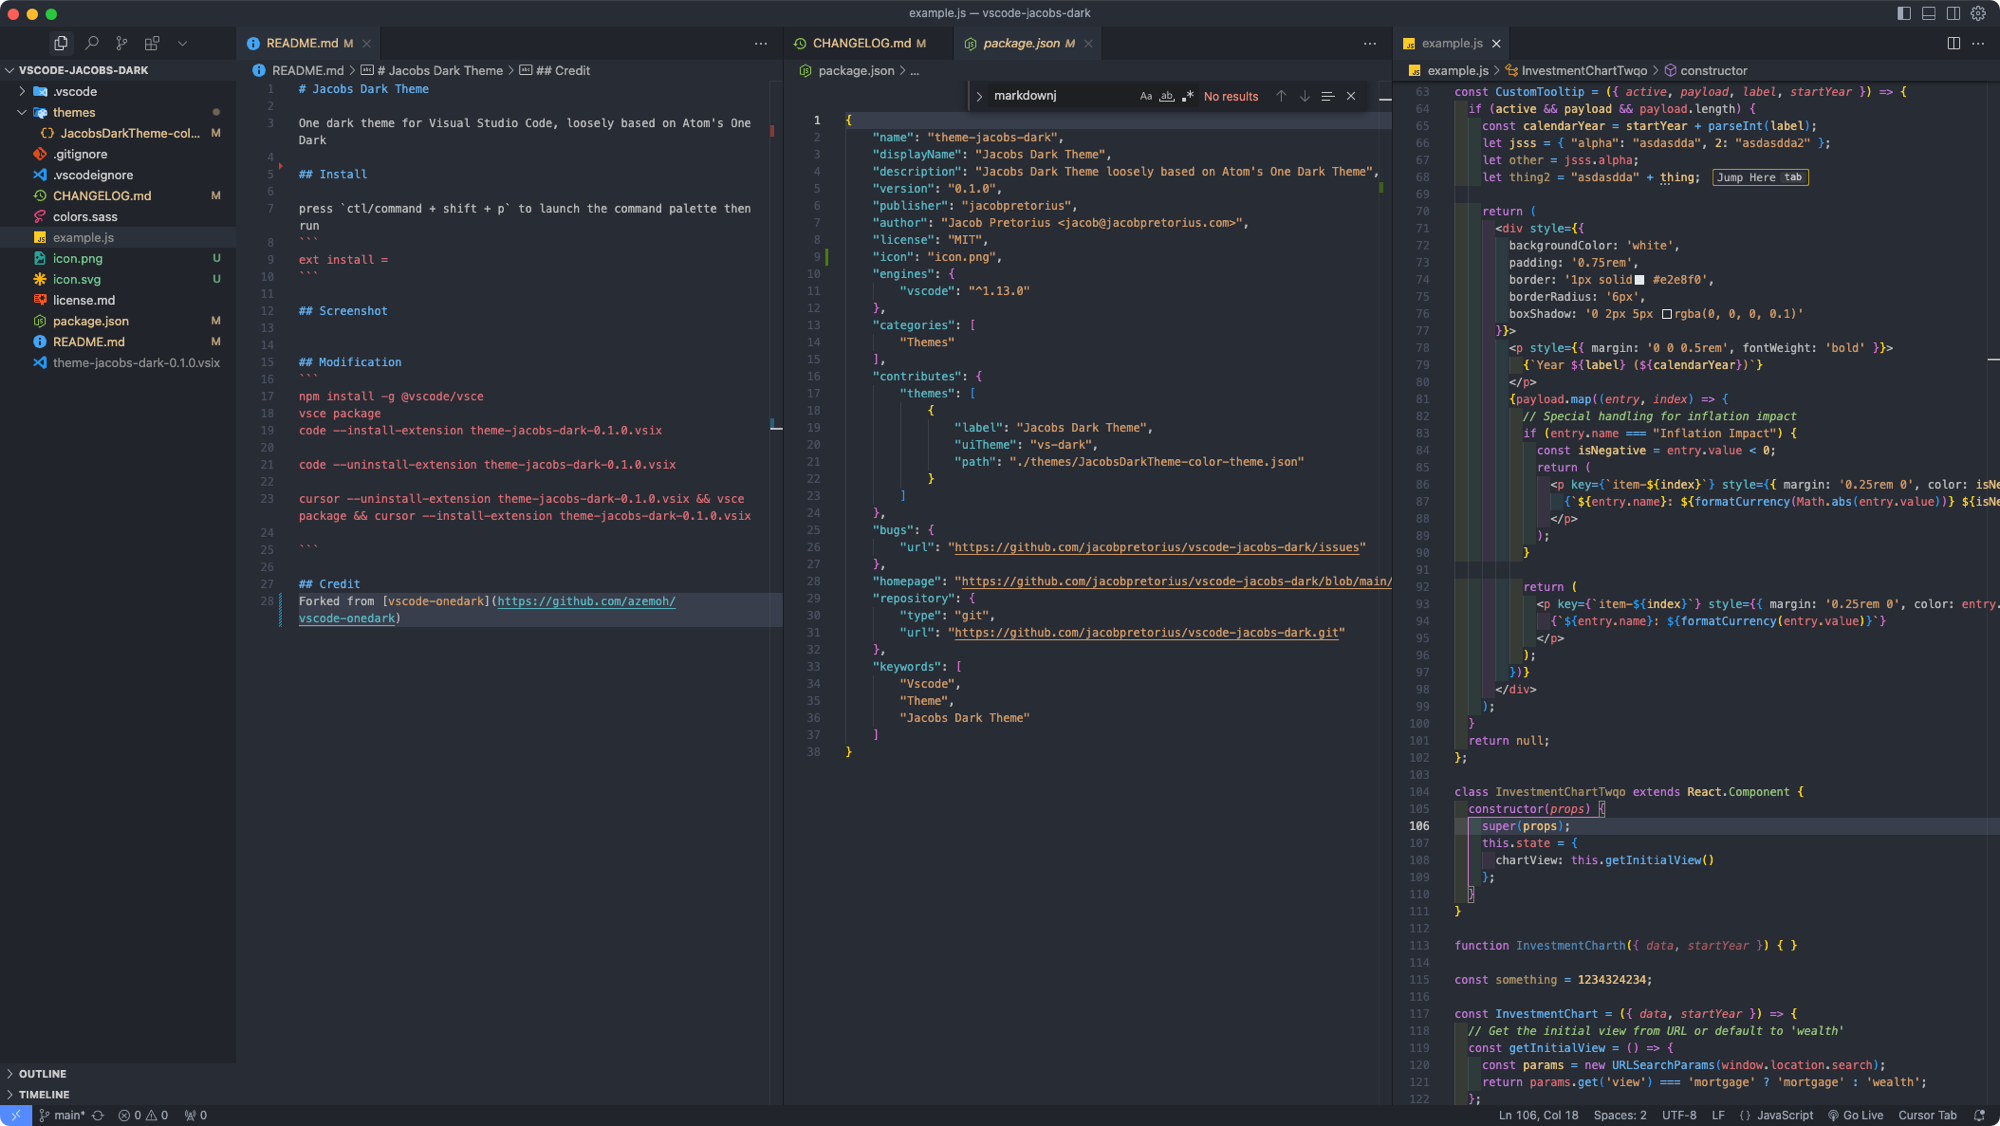 example.js — vscode-jacobs-dark
README.md M
CHANGELOG.md M
package.json M
example.js
VSCODE-JACOBS-DARK
.vscode
themes
JacobsDarkTheme-col... M
.gitignore
.vscodeignore
CHANGELOG.md M
colors.sass
example.js
icon.png U
icon.svg U
license.md
package.json M
README.md M
theme-jacobs-dark-0.1.0.vsix
OUTLINE
TIMELINE
README.md > # Jacobs Dark Theme > ## Credit
1 # Jacobs Dark Theme
2
3 One dark theme for Visual Studio Code, loosely based on Atom's One
Dark
4
5 ## Install
6
7 press `ctl/command + shift + p` to launch the command palette then
run
8 ```
9 ext install =
10 ```
11
12 ## Screenshot
13
14
15 ## Modification
16 ```
17 npm install -g @vscode/vsce
18 vsce package
19 code --install-extension theme-jacobs-dark-0.1.0.vsix
20
21 code --uninstall-extension theme-jacobs-dark-0.1.0.vsix
22
23 cursor --uninstall-extension theme-jacobs-dark-0.1.0.vsix && vsce
package && cursor --install-extension theme-jacobs-dark-0.1.0.vsix
24
25 ```
26
27 ## Credit
28 Forked from [vscode-onedark](https://github.com/azemoh/
vscode-onedark)
package.json > ...
markdownj Aa ab .* No results
1 {
2 "name": "theme-jacobs-dark",
3 "displayName": "Jacobs Dark Theme",
4 "description": "Jacobs Dark Theme loosely based on Atom's One Dark Theme",
5 "version": "0.1.0",
6 "publisher": "jacobpretorius",
7 "author": "Jacob Pretorius <jacob@jacobpretorius.com>",
8 "license": "MIT",
9 "icon": "icon.png",
10 "engines": {
11 "vscode": "^1.13.0"
12 },
13 "categories": [
14 "Themes"
15 ],
16 "contributes": {
17 "themes": [
18 {
19 "label": "Jacobs Dark Theme",
20 "uiTheme": "vs-dark",
21 "path": "./themes/JacobsDarkTheme-color-theme.json"
22 }
23 ]
24 },
25 "bugs": {
26 "url": "https://github.com/jacobpretorius/vscode-jacobs-dark/issues"
27 },
28 "homepage": "https://github.com/jacobpretorius/vscode-jacobs-dark/blob/main/
29 "repository": {
30 "type": "git",
31 "url": "https://github.com/jacobpretorius/vscode-jacobs-dark.git"
32 },
33 "keywords": [
34 "Vscode",
35 "Theme",
36 "Jacobs Dark Theme"
37 ]
38 }
example.js > InvestmentChartTwqo > constructor
63 const CustomTooltip = ({ active, payload, label, startYear }) => {
64 if (active && payload && payload.length) {
65 const calendarYear = startYear + parseInt(label);
66 let jsss = { "alpha": "asdasdda", 2: "asdasdda2" };
67 let other = jsss.alpha;
68 let thing2 = "asdasdda" + thing; Jump Here tab
69
70 return (
71 <div style={{
72 backgroundColor: 'white',
73 padding: '0.75rem',
74 border: '1px solid #e2e8f0',
75 borderRadius: '6px',
76 boxShadow: '0 2px 5px rgba(0, 0, 0, 0.1)'
77 }}>
78 <p style={{ margin: '0 0 0.5rem', fontWeight: 'bold' }}>
79 {`Year ${label} (${calendarYear})`}
80 </p>
81 {payload.map((entry, index) => {
82 // Special handling for inflation impact
83 if (entry.name === "Inflation Impact") {
84 const isNegative = entry.value < 0;
85 return (
86 <p key={`item-${index}`} style={{ margin: '0.25rem 0', color: isNe
87 {`${entry.name}: ${formatCurrency(Math.abs(entry.value))} ${isN
88 </p>
89 );
90 }
91
92 return (
93 <p key={`item-${index}`} style={{ margin: '0.25rem 0', color: entry.
94 {`${entry.name}: ${formatCurrency(entry.value)}`}
95 </p>
96 );
97 })}
98 </div>
99 );
100 }
101 return null;
102 };
103
104 class InvestmentChartTwqo extends React.Component {
105 constructor(props) {
106 super(props);
107 this.state = {
108 chartView: this.getInitialView()
109 };
110 }
111 }
112
113 function InvestmentCharth({ data, startYear }) { }
114
115 const something = 1234324234;
116
117 const InvestmentChart = ({ data, startYear }) => {
118 // Get the initial view from URL or default to 'wealth'
119 const getInitialView = () => {
120 const params = new URLSearchParams(window.location.search);
121 return params.get('view') === 'mortgage' ? 'mortgage' : 'wealth';
122 };
main* 0 0 0
Ln 106, Col 18 Spaces: 2 UTF-8 LF {} JavaScript Go Live Cursor Tab